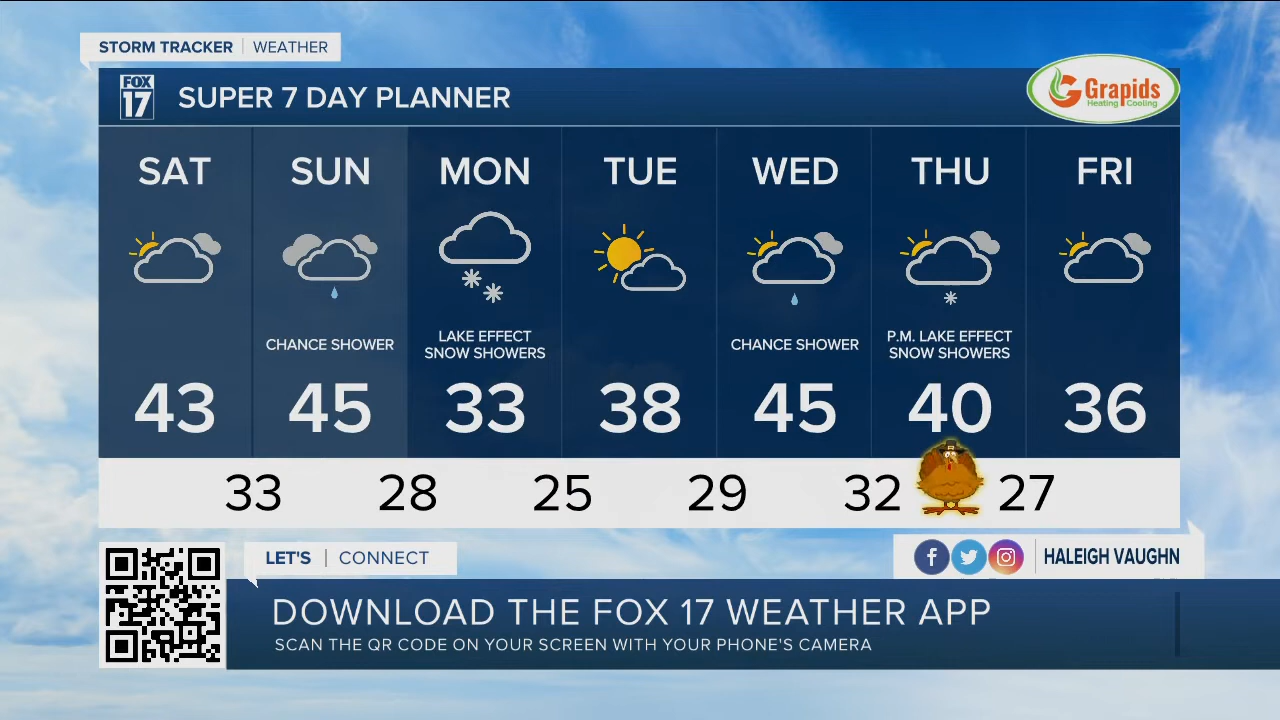 STORM TRACKER | WEATHER
FOX
17
SUPER 7 DAY PLANNER
Grapids
Heating Cooling
SAT SUN MON TUE WED THU FRI
CHANCE SHOWER
LAKE EFFECT
SNOW SHOWERS
CHANCE SHOWER
P.M. LAKE EFFECT
SNOW SHOWERS
43 45 33 38 45 40 36
33 28 25 29 32 27
LET'S | CONNECT
HALEIGH VAUGHN
DOWNLOAD THE FOX 17 WEATHER APP
SCAN THE QR CODE ON YOUR SCREEN WITH YOUR PHONE'S CAMERA